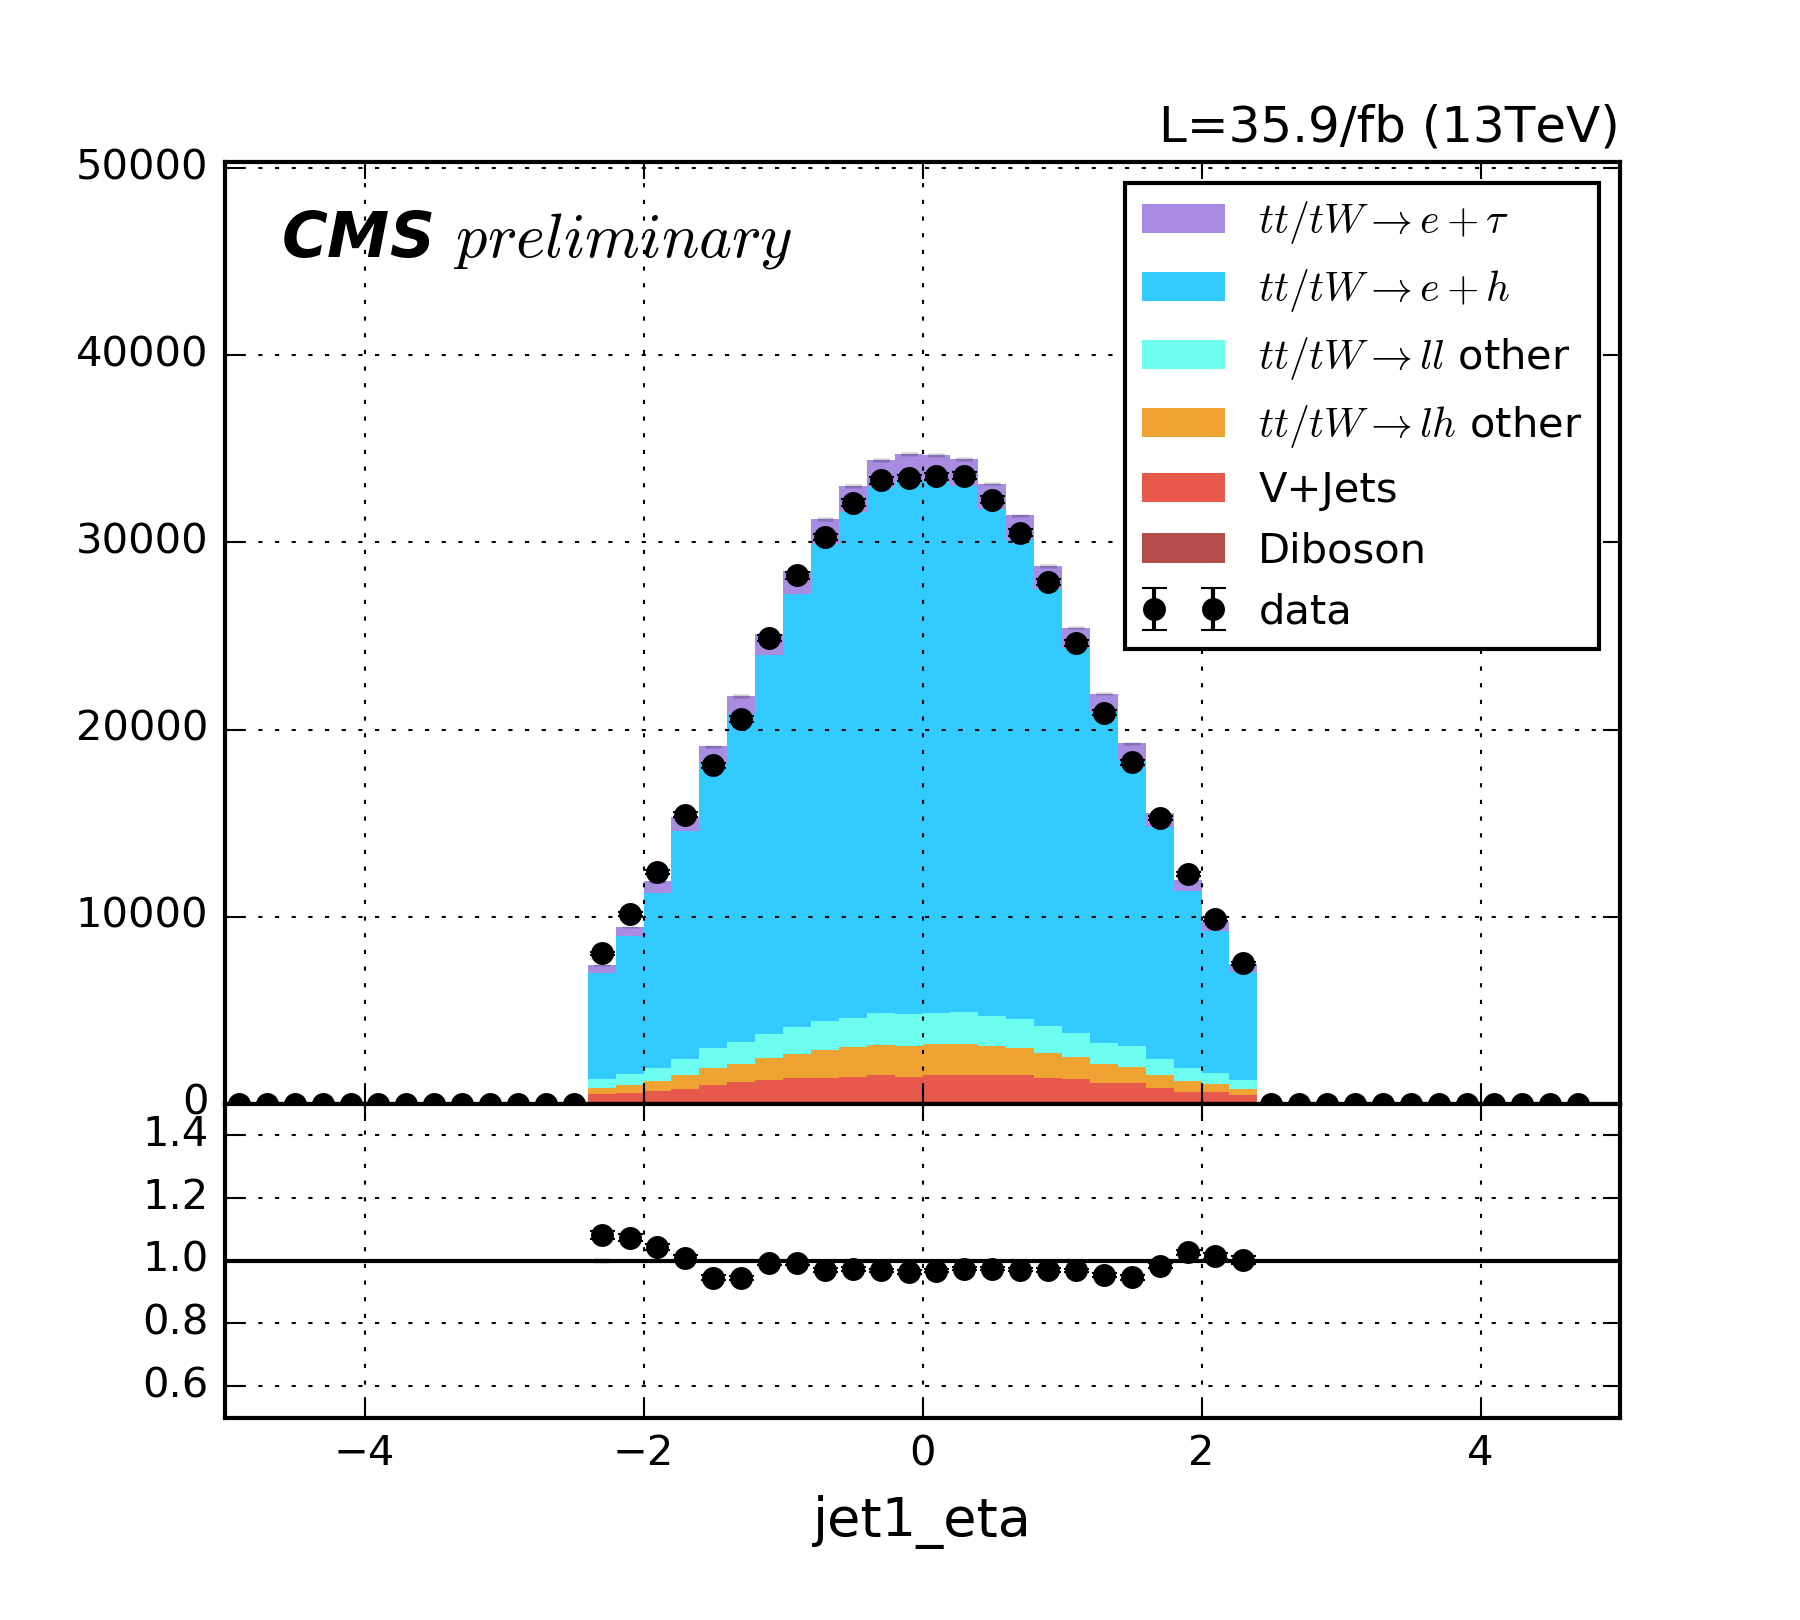 L=35.9/fb (13TeV)
50000
CMS preliminary
tt/tW→e+τ
tt/tW→e+h
tt/tW→ll other
tt/tW→lh other
V+Jets
Diboson
data
40000
30000
20000
10000
0
1.4
1.2
1.0
0.8
0.6
−4 −2 0 2 4
jet1_eta